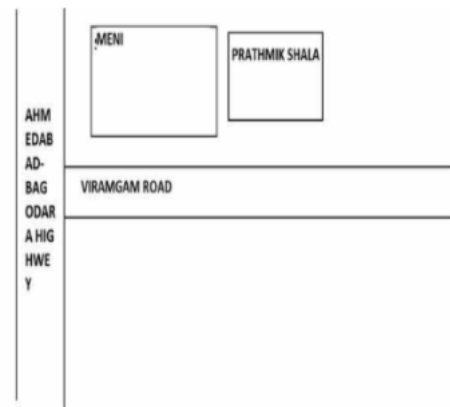 MENI
PRATHMIK SHALA
AHM
EDAB
AD-
BAG
ODAR
A HIG
HWE
Y
VIRAMGAM ROAD